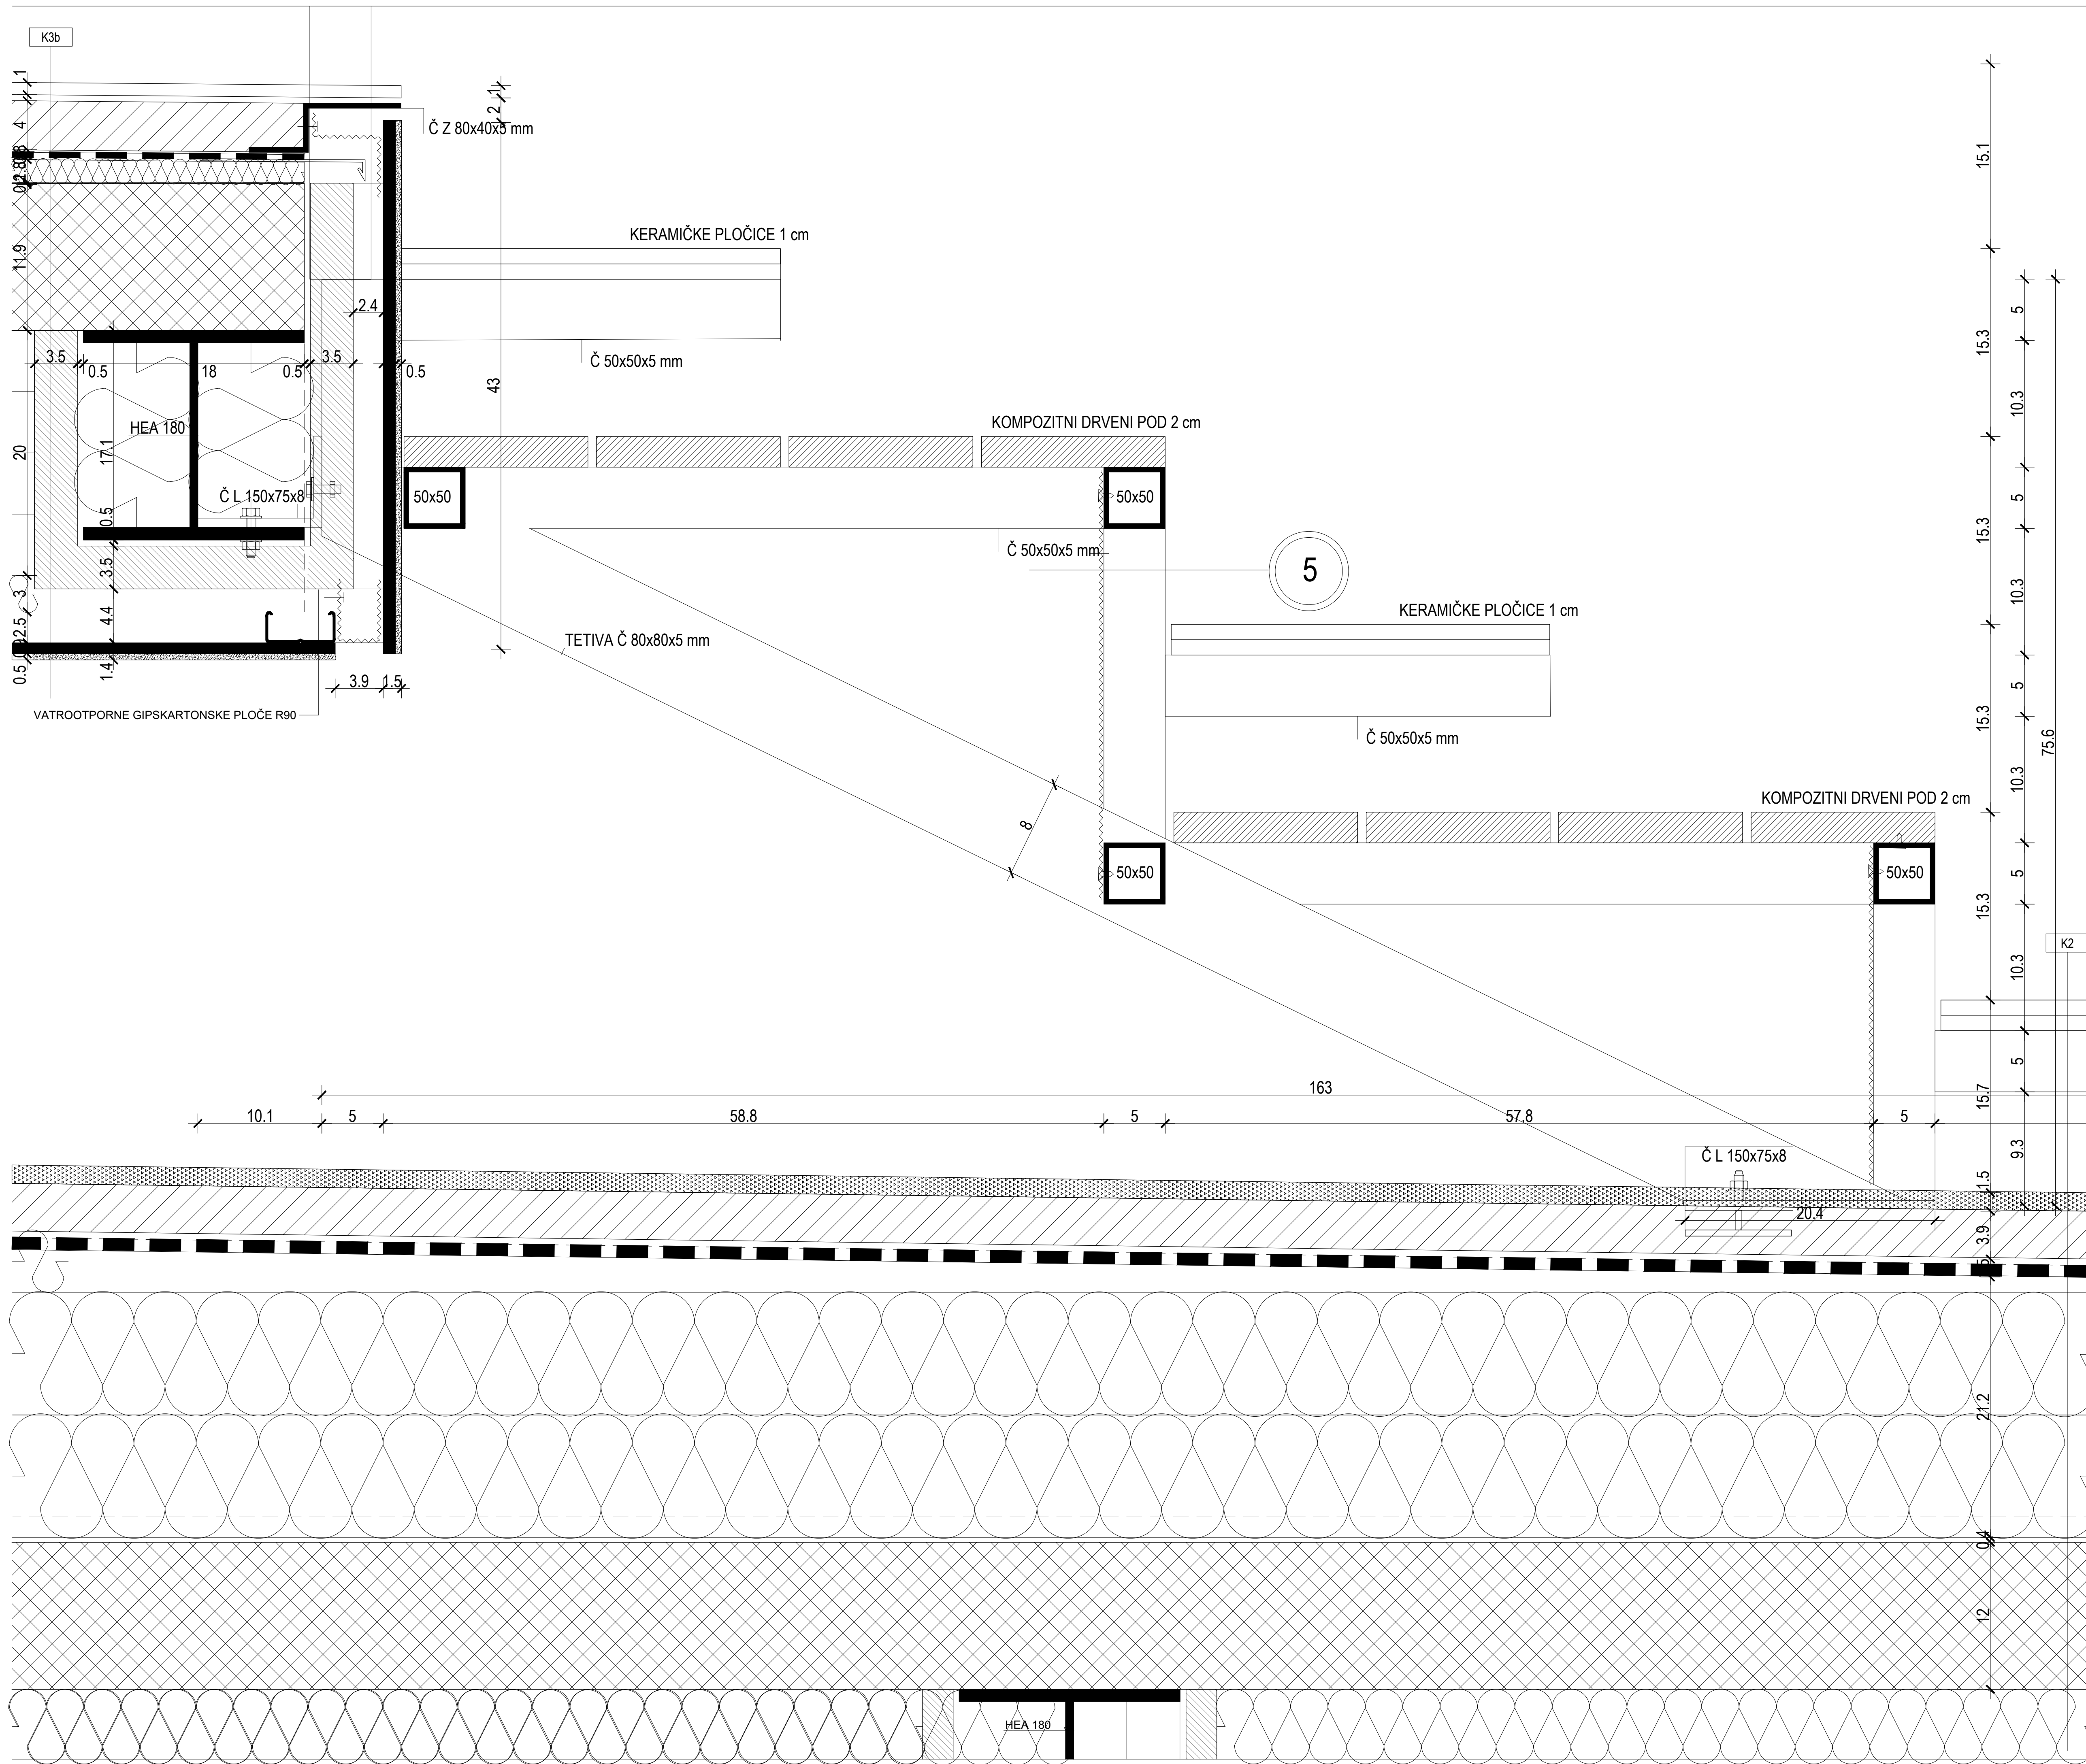 K3b
1
4
0.8
11.9
20
3
2.5
0.5
1
2
43
Č Z 80x40x5 mm
KERAMIČKE PLOČICE 1 cm
2.4
3.5
0.5
18
0.5
3.5
0.5
Č 50x50x5 mm
HEA 180
17.1
Č L 150x75x8
0.5
3.5
4.4
1.4
3.9
1.5
VATROOTPORNE GIPSKARTONSKE PLOČE R90
KOMPOZITNI DRVENI POD 2 cm
50x50
50x50
Č 50x50x5 mm
5
TETIVA Č 80x80x5 mm
KERAMIČKE PLOČICE 1 cm
Č 50x50x5 mm
8
KOMPOZITNI DRVENI POD 2 cm
50x50
50x50
15.1
15.3
15.3
15.3
15.3
15.7
1.5
3.9
21.2
0.4
12
5
10.3
5
10.3
5
10.3
5
10.3
5
9.3
75.6
K2
163
10.1
5
58.8
5
57.8
5
Č L 150x75x8
20.4
HEA 180